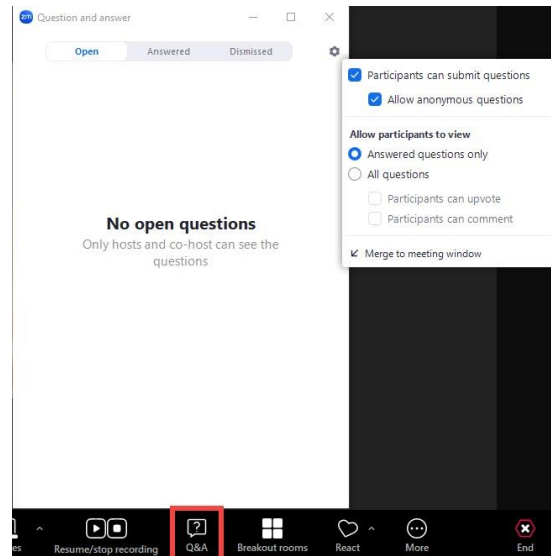 zm Question and answer
Open Answered Dismissed
No open questions
Only hosts and co-host can see the
questions
Participants can submit questions
Allow anonymous questions
Allow participants to view
Answered questions only
All questions
Participants can upvote
Participants can comment
Merge to meeting window
es Resume/stop recording Q&A Breakout rooms React More End